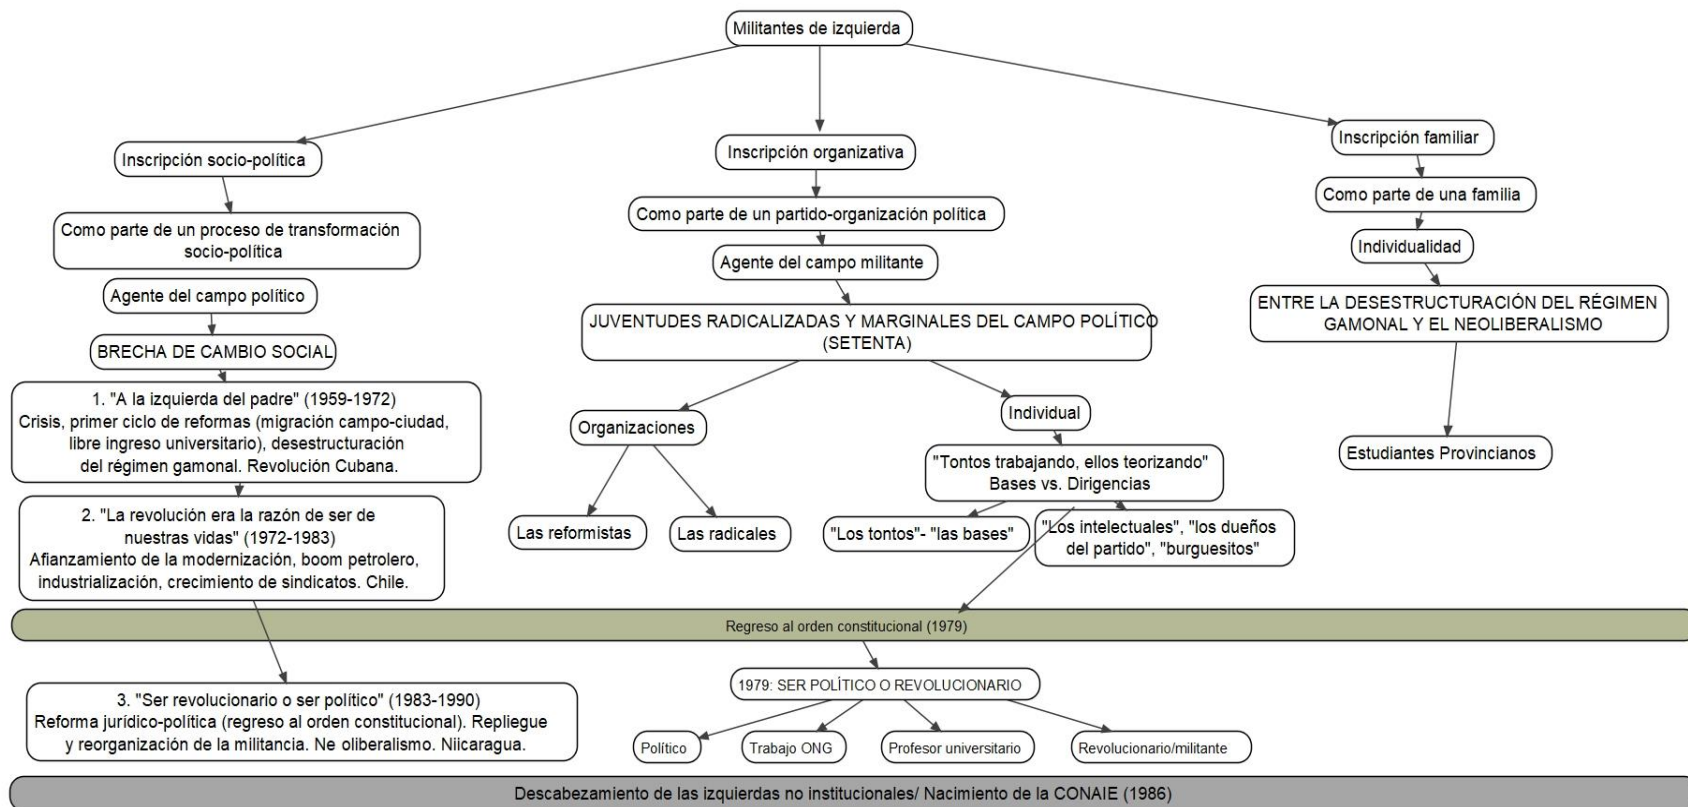 Militantes de izquierda
Inscripción socio-política
Como parte de un proceso de transformación
socio-política
Agente del campo político
BRECHA DE CAMBIO SOCIAL
1. "A la izquierda del padre" (1959-1972)
Crisis, primer ciclo de reformas (migración campo-ciudad,
libre ingreso universitario), desestructuración
del régimen gamonal. Revolución Cubana.
2. "La revolución era la razón de ser de
nuestras vidas" (1972-1983)
Afianzamiento de la modernización, boom petrolero,
industrialización, crecimiento de sindicatos. Chile.
Inscripción organizativa
Como parte de un partido-organización política
Agente del campo militante
JUVENTUDES RADICALIZADAS Y MARGINALES DEL CAMPO POLÍTICO
(SETENTA)
Organizaciones
Las reformistas
Las radicales
Individual
"Tontos trabajando, ellos teorizando"
Bases vs. Dirigencias
"Los tontos"- "las bases"
"Los intelectuales", "los dueños
del partido", "burguesitos"
Inscripción familiar
Como parte de una familia
Individualidad
ENTRE LA DESESTRUCTURACIÓN DEL RÉGIMEN
GAMONAL Y EL NEOLIBERALISMO
Estudiantes Provincianos
Regreso al orden constitucional (1979)
3. "Ser revolucionario o ser político" (1983-1990)
Reforma jurídico-política (regreso al orden constitucional). Repliegue
y reorganización de la militancia. Ne oliberalismo. Niicaragua.
1979: SER POLÍTICO O REVOLUCIONARIO
Político
Trabajo ONG
Profesor universitario
Revolucionario/militante
Descabezamiento de las izquierdas no institucionales/ Nacimiento de la CONAIE (1986)